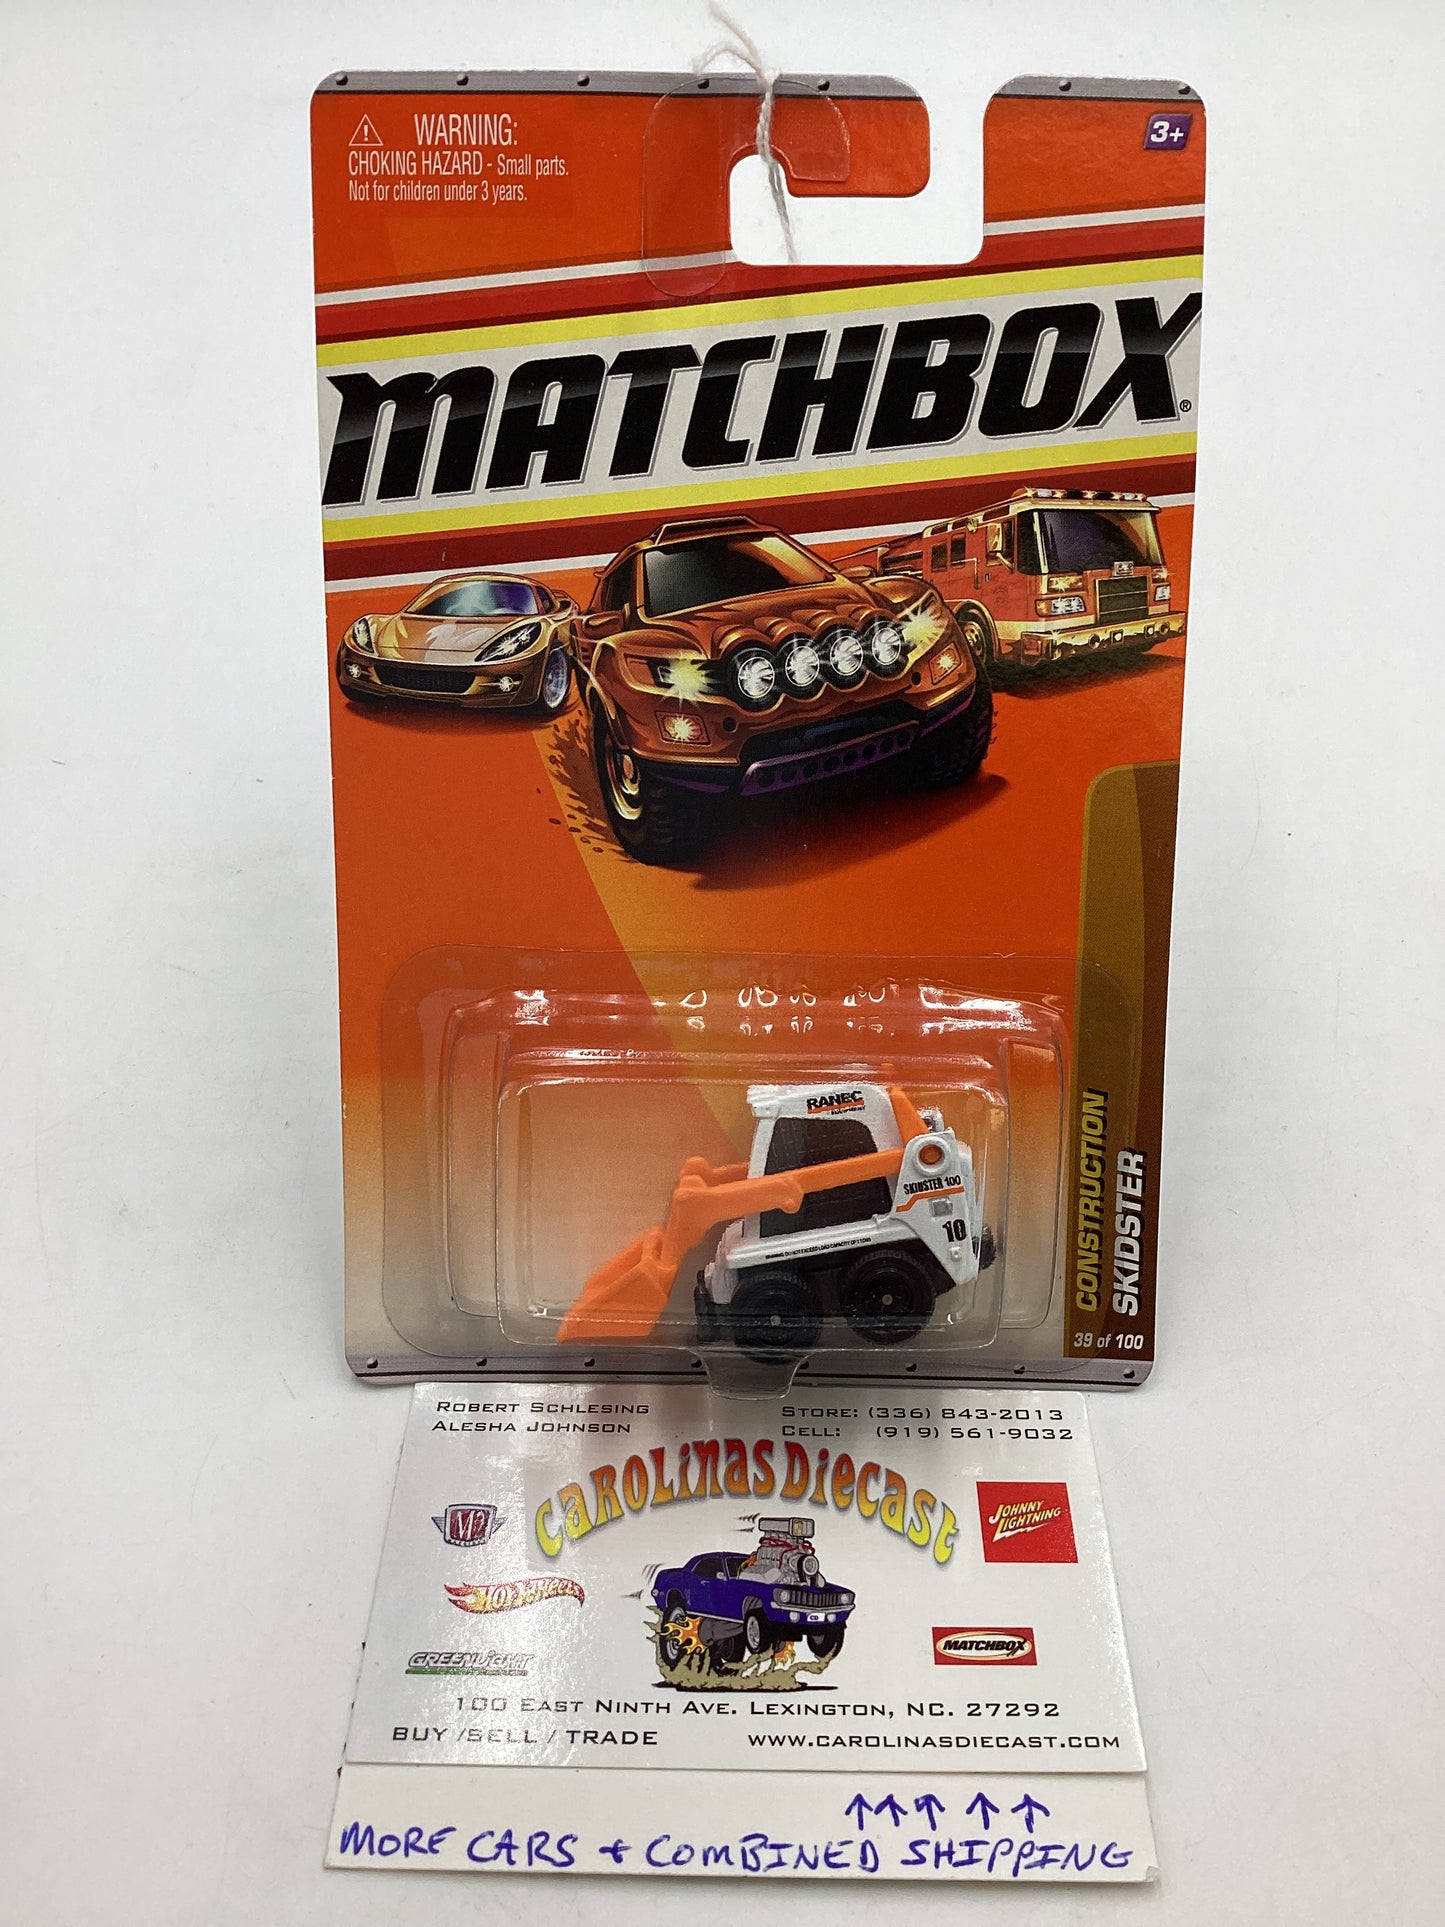 WARNING:
CHOKING HAZARD - Small parts.
Not for children under 3 years.
3+
MATCHBOX®
RANEC
EQUIPMENT
SKIDSTER 100
10
CONSTRUCTION
SKIDSTER
39 of 100
ROBERT SCHLESING
ALESHA JOHNSON
STORE: (336) 843-2013
CELL: (919) 561-9032
CAROLINAS DIECAST
M2
JOHNNY LIGHTNING
HOT WHEELS
CD
GREENLIGHT
MATCHBOX
100 EAST NINTH AVE. LEXINGTON, NC. 27292
BUY /SELL / TRADE
WWW.CAROLINASDIECAST.COM
↑↑↑ ↑ ↑
MORE CARS + COMBINED SHIPPING